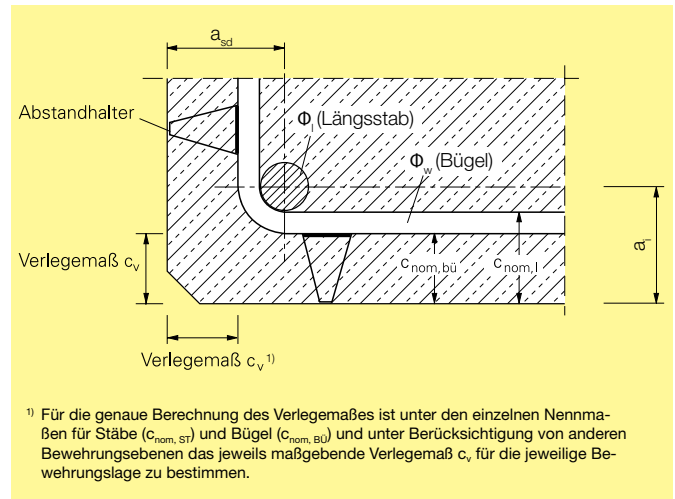 a_sd
Abstandhalter
Φ_l (Längsstab)
Φ_w (Bügel)
Verlegemaß c_v
c_nom,bü
c_nom,l
a_i
Verlegemaß c_v ¹⁾
¹⁾ Für die genaue Berechnung des Verlegemaßes ist unter den einzelnen Nennma-
ßen für Stäbe (c_nom, ST) und Bügel (c_nom, BÜ) und unter Berücksichtigung von anderen
Bewehrungsebenen das jeweils maßgebende Verlegemaß c_v für die jeweilige Be-
wehrungslage zu bestimmen.